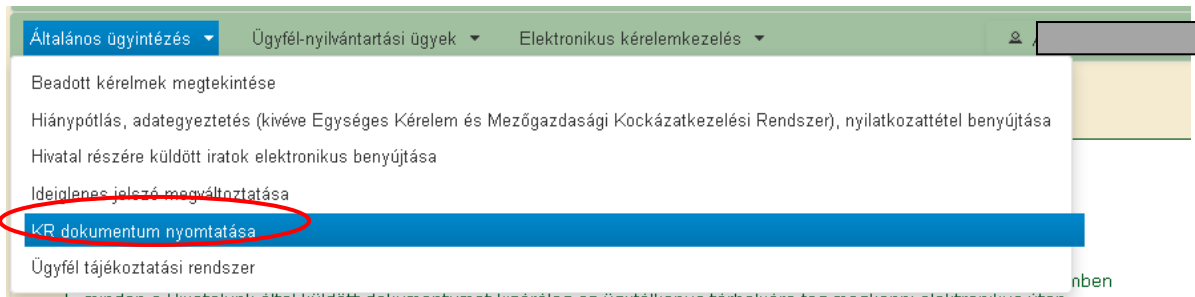 Általános ügyintézés Ügyfél-nyilvántartási ügyek Elektronikus kérelemkezelés
Beadott kérelmek megtekintése
Hiánypótlás, adategyeztetés (kivéve Egységes Kérelem és Mezőgazdasági Kockázatkezelési Rendszer), nyilatkozattétel benyújtása
Hivatal részére küldött iratok elektronikus benyújtása
Ideiglenes jelszó megváltoztatása
KR dokumentum nyomtatása
Ügyfél tájékoztatási rendszer
mben